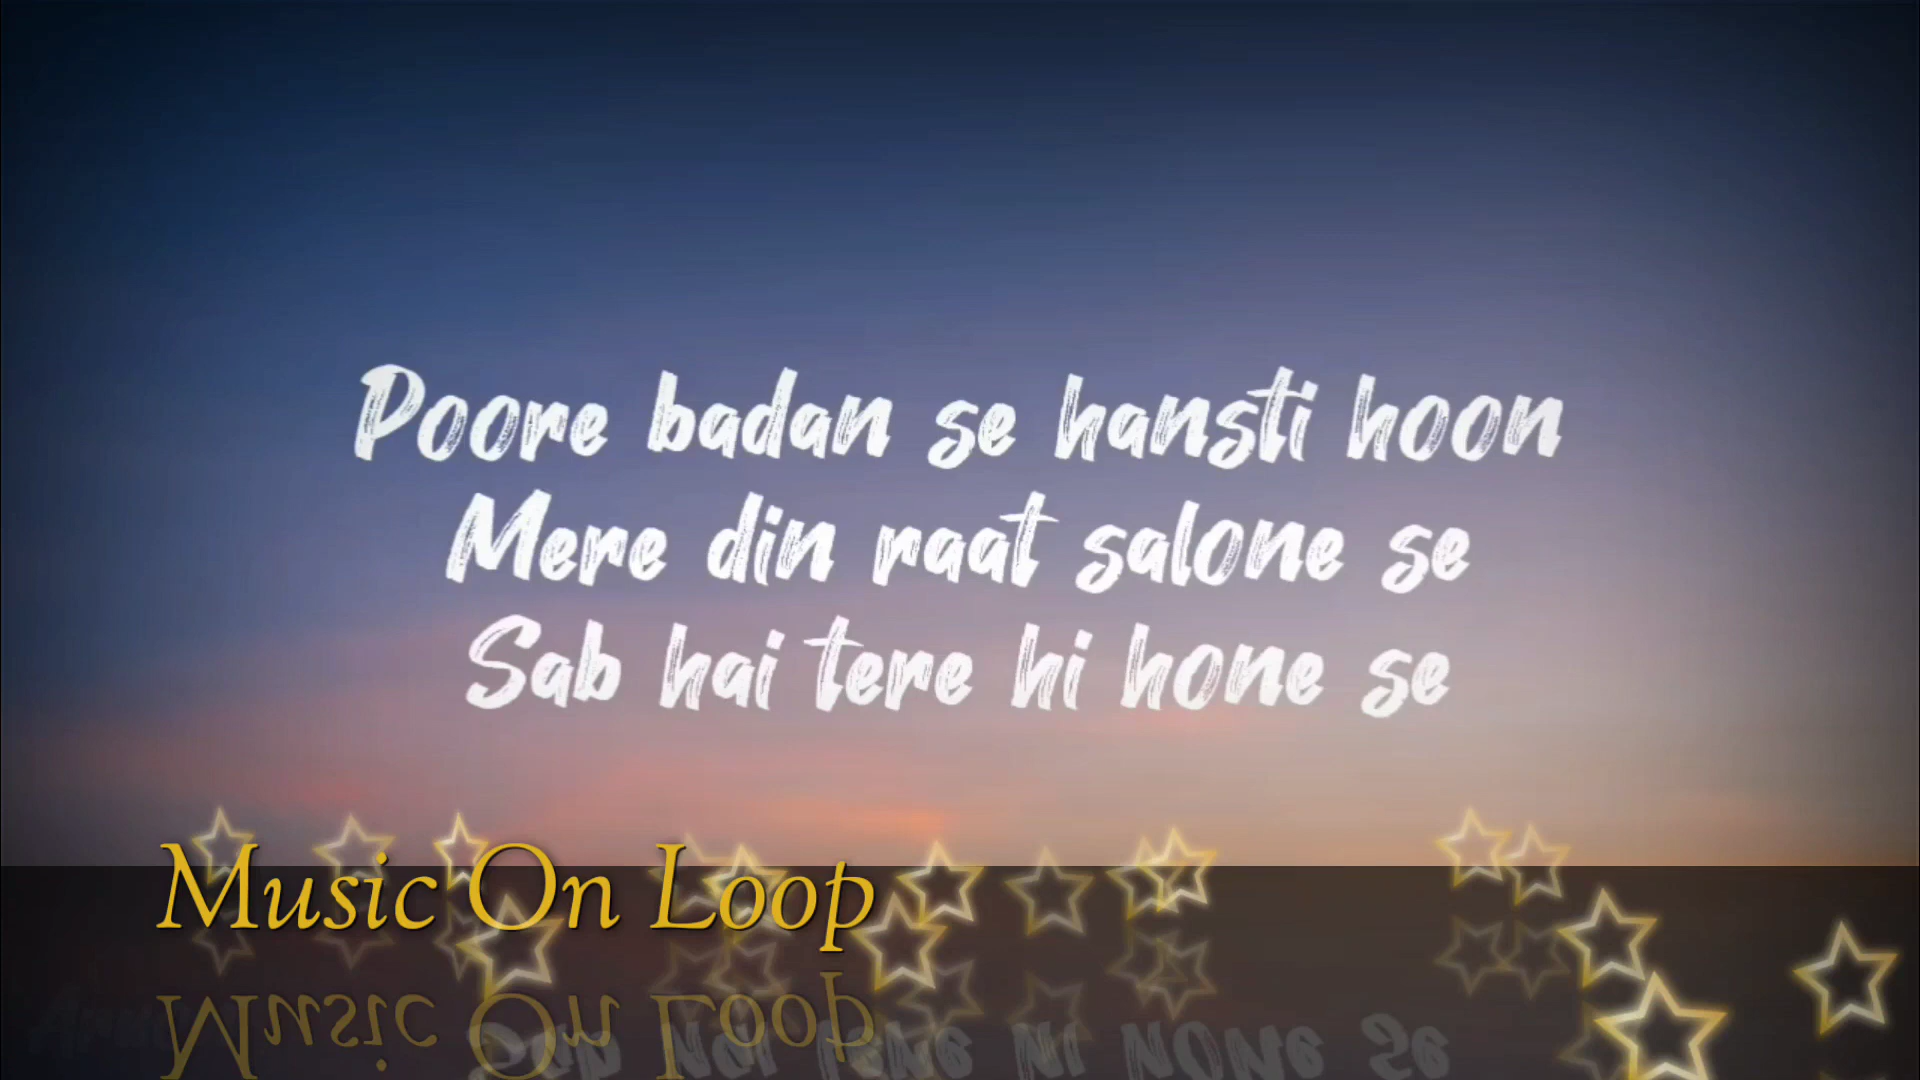 Poore badan se hansti hoon
Mere din raat salone se
Sab hai tere hi hone se
Music On Loop